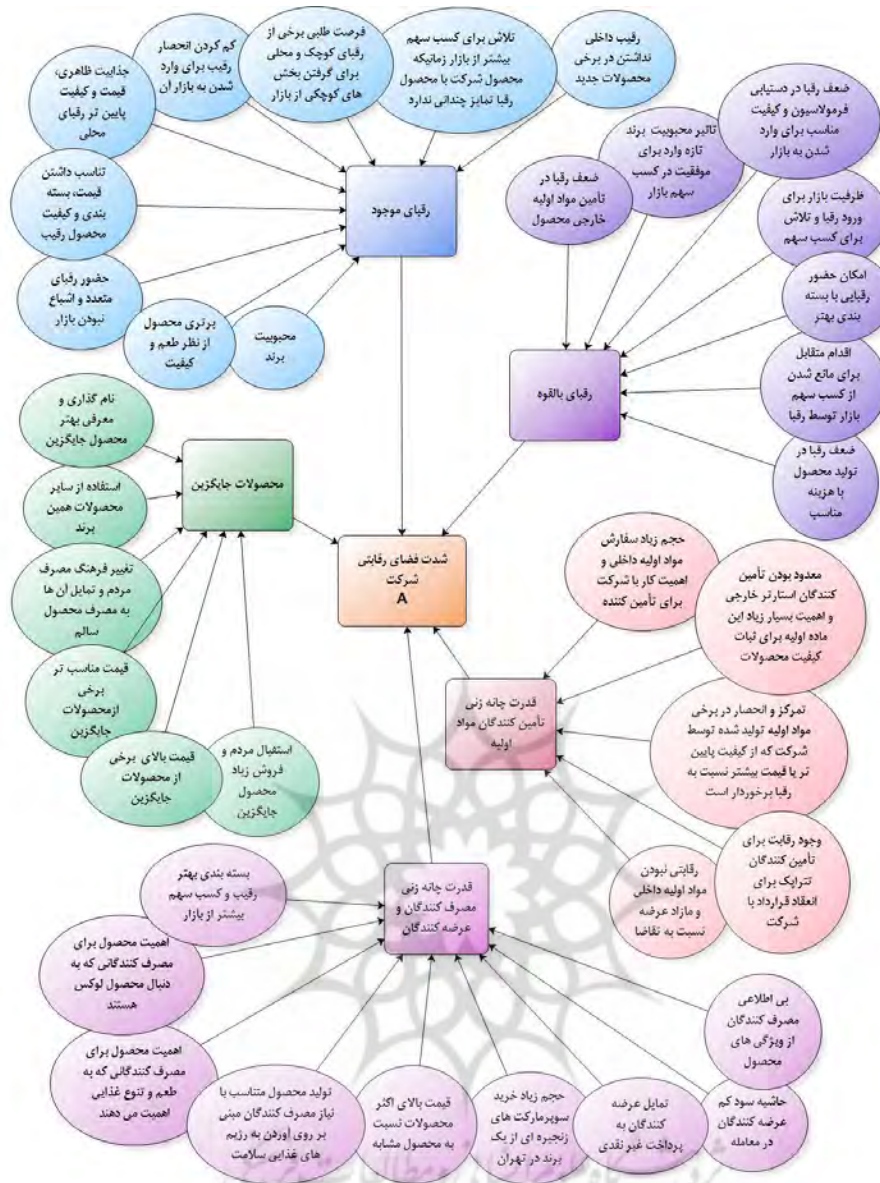 رقیب داخلی
نداشتن در برخی
محصولات جدید
تلاش برای کسب سهم
بیشتر از بازار زمانیکه
محصول شرکت با محصول
رقبا تمایز چندانی ندارد
فرصت طلبی برخی از
رقبای کوچک و محلی
برای گرفتن بخش
های کوچکی از بازار
کم کردن انحصار
رقیب برای وارد
شدن به بازار آن
جذابیت ظاهری،
قیمت و کیفیت
پایین تر رقبای
محلی
تناسب داشتن
قیمت، بسته
بندی و کیفیت
محصول رقیب
حضور رقبای
متعدد و اشباع
نبودن بازار
برتری محصول
از نظر طعم و
کیفیت
محبوبیت
برند
رقبای موجود
ضعف رقبا در دستیابی
فرمولاسیون و کیفیت
مناسب برای وارد
شدن به بازار
تاثیر محبوبیت برند
تازه وارد برای
موفقیت در کسب
سهم بازار
ضعف رقبا در
تأمین مواد اولیه
خارجی محصول
ظرفیت بازار برای
ورود رقبا و تلاش
برای کسب سهم
امکان حضور
رقبایی با بسته
بندی بهتر
اقدام متقابل
برای مانع شدن
از کسب سهم
بازار توسط رقبا
ضعف رقبا در
تولید محصول
با هزینه
مناسب
رقبای بالقوه
نام گذاری و
معرفی بهتر
محصول جایگزین
استفاده از سایر
محصولات همین
برند
تغییر فرهنگ مصرف
مردم و تمایل آن ها
به مصرف محصول
سالم
قیمت مناسب تر
برخی
ازمحصولات
جایگزین
قیمت بالای برخی
از محصولات
جایگزین
استقبال مردم و
فروش زیاد
محصول
جایگزین
محصولات جایگزین
شدت فضای رقابتی
شرکت
A
حجم زیاد سفارش
مواد اولیه داخلی و
اهمیت کار با شرکت
برای تأمین کننده
معدود بودن تأمین
کنندگان استارتر خارجی
و اهمیت بسیار زیاد این
ماده اولیه برای ثبات
کیفیت محصولات
تمرکز و انحصار در برخی
مواد اولیه تولید شده توسط
شرکت که از کیفیت پایین
تر یا قیمت بیشتر نسبت به
رقبا برخوردار است
وجود رقابت برای
تأمین کنندگان
تتراپک برای
انعقاد قرارداد با
شرکت
رقابتی نبودن
مواد اولیه داخلی
و مازاد عرضه
نسبت به تقاضا
قدرت چانه زنی
تأمین کنندگان مواد
اولیه
قدرت چانه زنی
مصرف کنندگان و
عرضه کنندگان
بسته بندی بهتر
رقیب و کسب سهم
بیشتر از بازار
اهمیت محصول برای
مصرف کنندگانی که به
دنبال محصول لوکس
هستند
اهمیت محصول برای
مصرف کنندگانی که به
طعم و تنوع غذایی
اهمیت می دهند
تولید محصول متناسب با
نیاز مصرف کنندگان مبنی
بر روی آوردن به رژیم
های غذایی سلامت
قیمت بالای اکثر
محصولات نسبت
به محصول مشابه
حجم زیاد خرید
سوپرمارکت های
زنجیره ای از یک
برند در تهران
تمایل عرضه
کنندگان به
پرداخت غیر نقدی
حاشیه سود کم
عرضه کنندگان
در معامله
بی اطلاعی
مصرف کنندگان
از ویژگی های
محصول